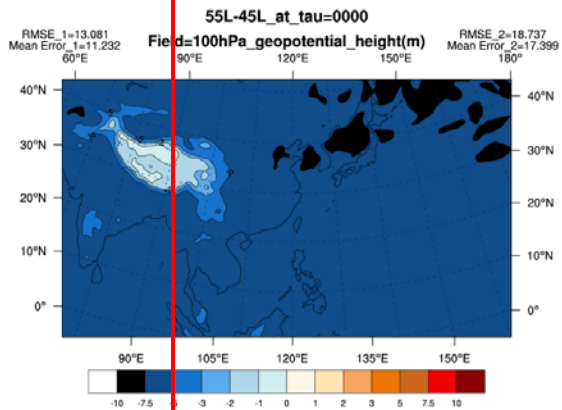 55L-45L_at_tau=0000
RMSE_1=13.081
Mean Error_1=11.232
Field=100hPa_geopotential_height(m)
RMSE_2=18.737
Mean Error_2=17.399
60°E 90°E 120°E 150°E 180°
40°N 40°N
30°N 30°N
20°N 20°N
10°N 10°N
0° 0°
90°E 105°E 120°E 135°E 150°E
-10 -7.5 -3 -2 -1 0 1 2 3 5 7.5 10